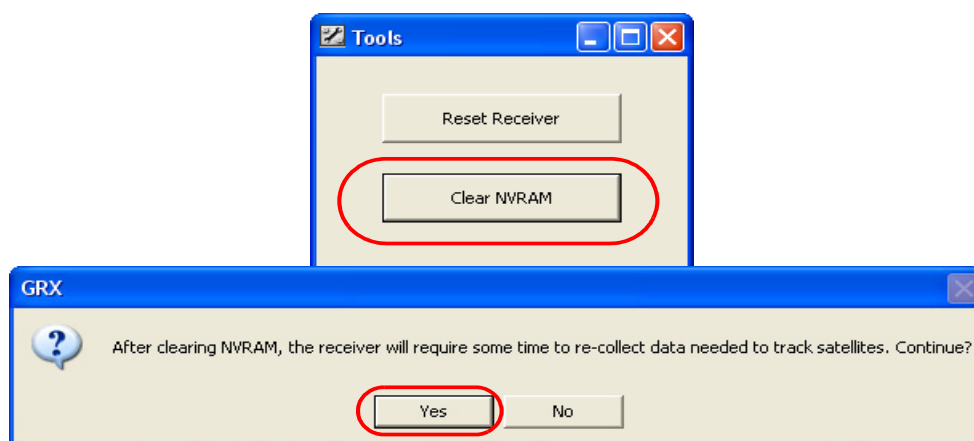 Tools
Reset Receiver
Clear NVRAM
GRX
After clearing NVRAM, the receiver will require some time to re-collect data needed to track satellites. Continue?
Yes
No